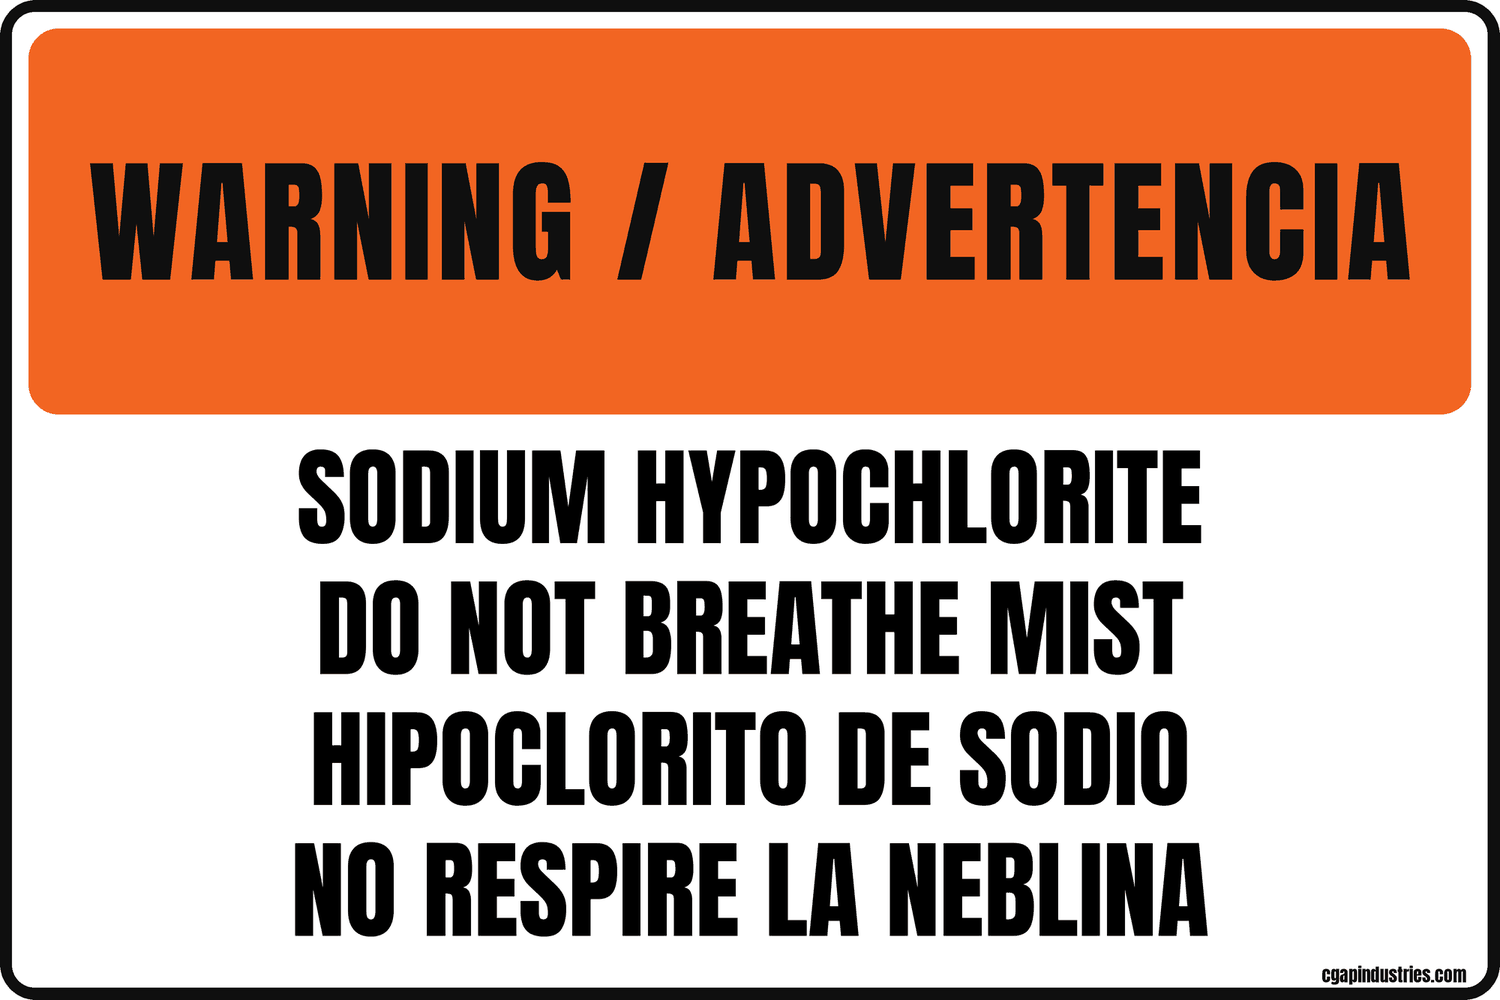 WARNING / ADVERTENCIA
SODIUM HYPOCHLORITE
DO NOT BREATHE MIST
HIPOCLORITO DE SODIO
NO RESPIRE LA NEBLINA
cgapindustries.com